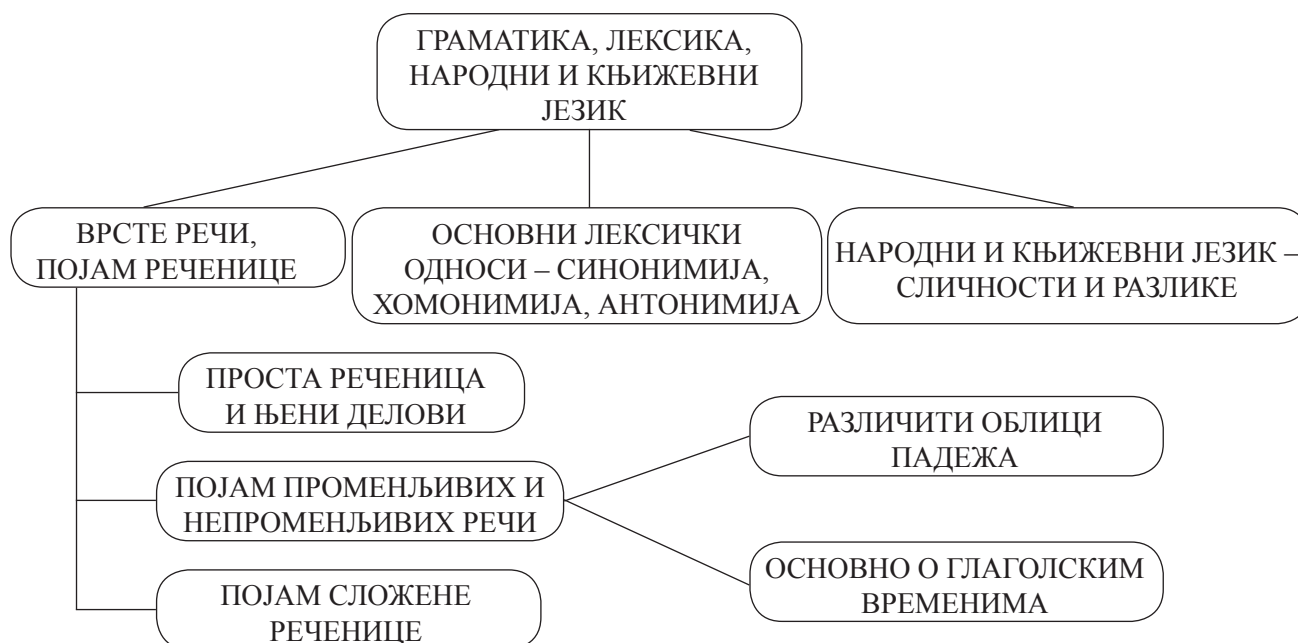 ГРАМАТИКА, ЛЕКСИКА,
НАРОДНИ И КЊИЖЕВНИ
ЈЕЗИК
ВРСТЕ РЕЧИ,
ПОЈАМ РЕЧЕНИЦЕ
ОСНОВНИ ЛЕКСИЧКИ
ОДНОСИ – СИНОНИМИЈА,
ХОМОНИМИЈА, АНТОНИМИЈА
НАРОДНИ И КЊИЖЕВНИ ЈЕЗИК –
СЛИЧНОСТИ И РАЗЛИКЕ
ПРОСТА РЕЧЕНИЦА
И ЊЕНИ ДЕЛОВИ
ПОЈАМ ПРОМЕНЉИВИХ И
НЕПРОМЕНЉИВИХ РЕЧИ
ПОЈАМ СЛОЖЕНЕ
РЕЧЕНИЦЕ
РАЗЛИЧИТИ ОБЛИЦИ
ПАДЕЖА
ОСНОВНО О ГЛАГОЛСКИМ
ВРЕМЕНИМА